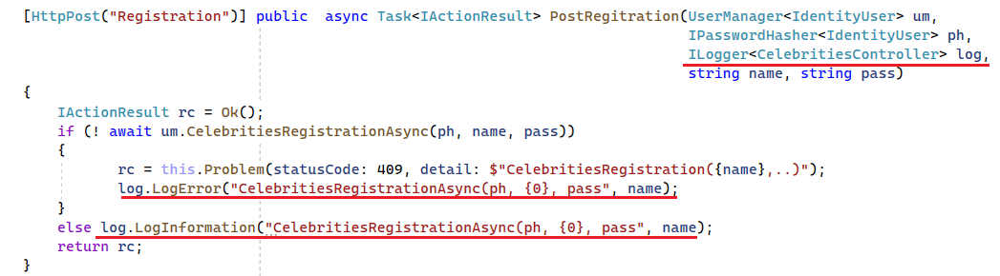 [HttpPost("Registration")] public  async Task<IActionResult> PostRegitration(UserManager<IdentityUser> um,
IPasswordHasher<IdentityUser> ph,
ILogger<CelebritiesController> log,
string name, string pass)
{
IActionResult rc = Ok();
if (! await um.CelebritiesRegistrationAsync(ph, name, pass))
{
rc = this.Problem(statusCode: 409, detail: $"CelebritiesRegistration({name},..)");
log.LogError("CelebritiesRegistrationAsync(ph, {0}, pass", name);
}
else log.LogInformation("CelebritiesRegistrationAsync(ph, {0}, pass", name);
return rc;
}